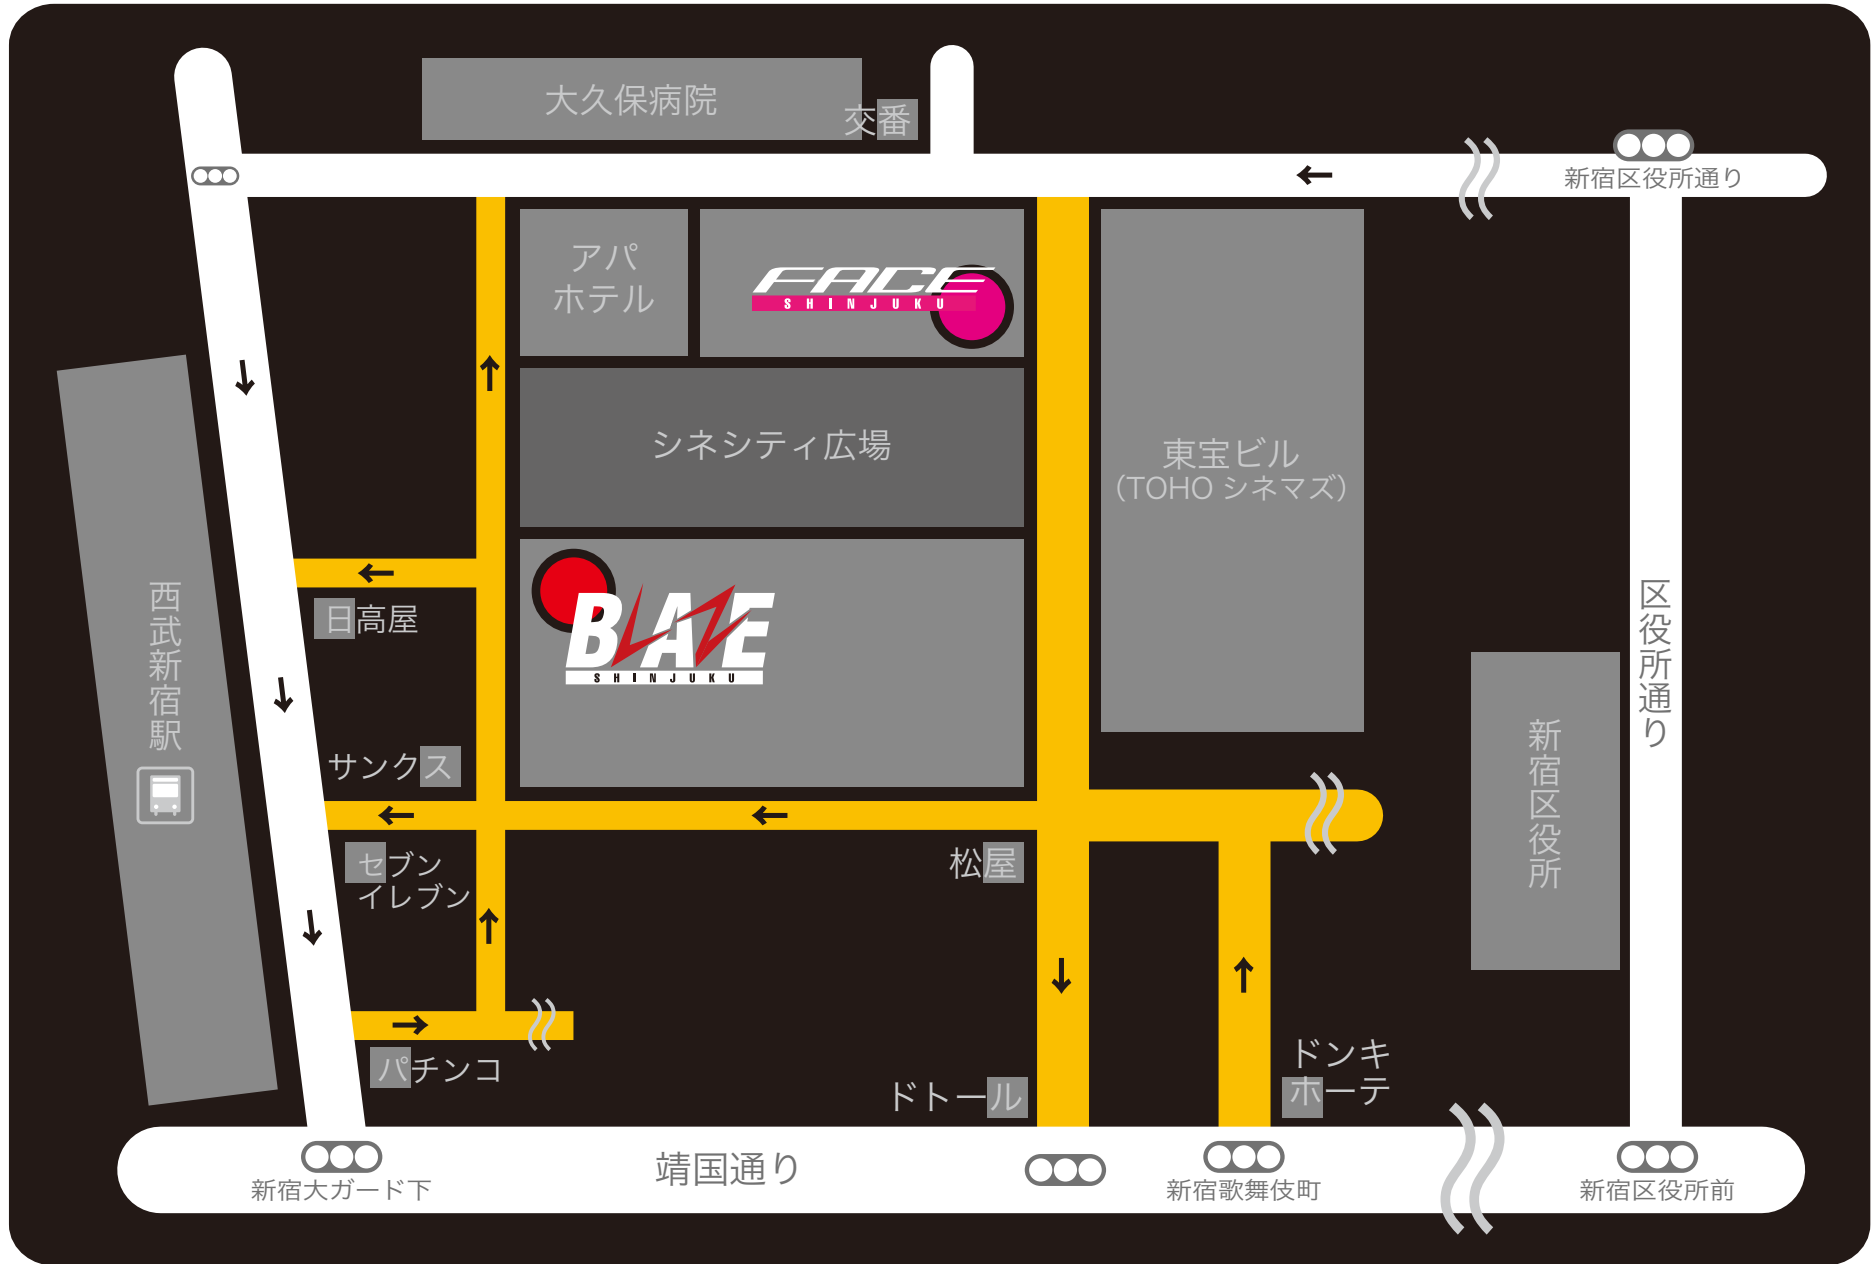 大久保病院
交番
新宿区役所通り
アパ
ホテル
FACE
SHINJUKU
シネシティ広場
東宝ビル
（TOHO シネマズ）
西武新宿駅
日高屋
BLAZE
SHINJUKU
区役所通り
新宿区役所
サンクス
セブン
イレブン
松屋
パチンコ
ドトール
ドンキ
ホーテ
靖国通り
新宿大ガード下
新宿歌舞伎町
新宿区役所前